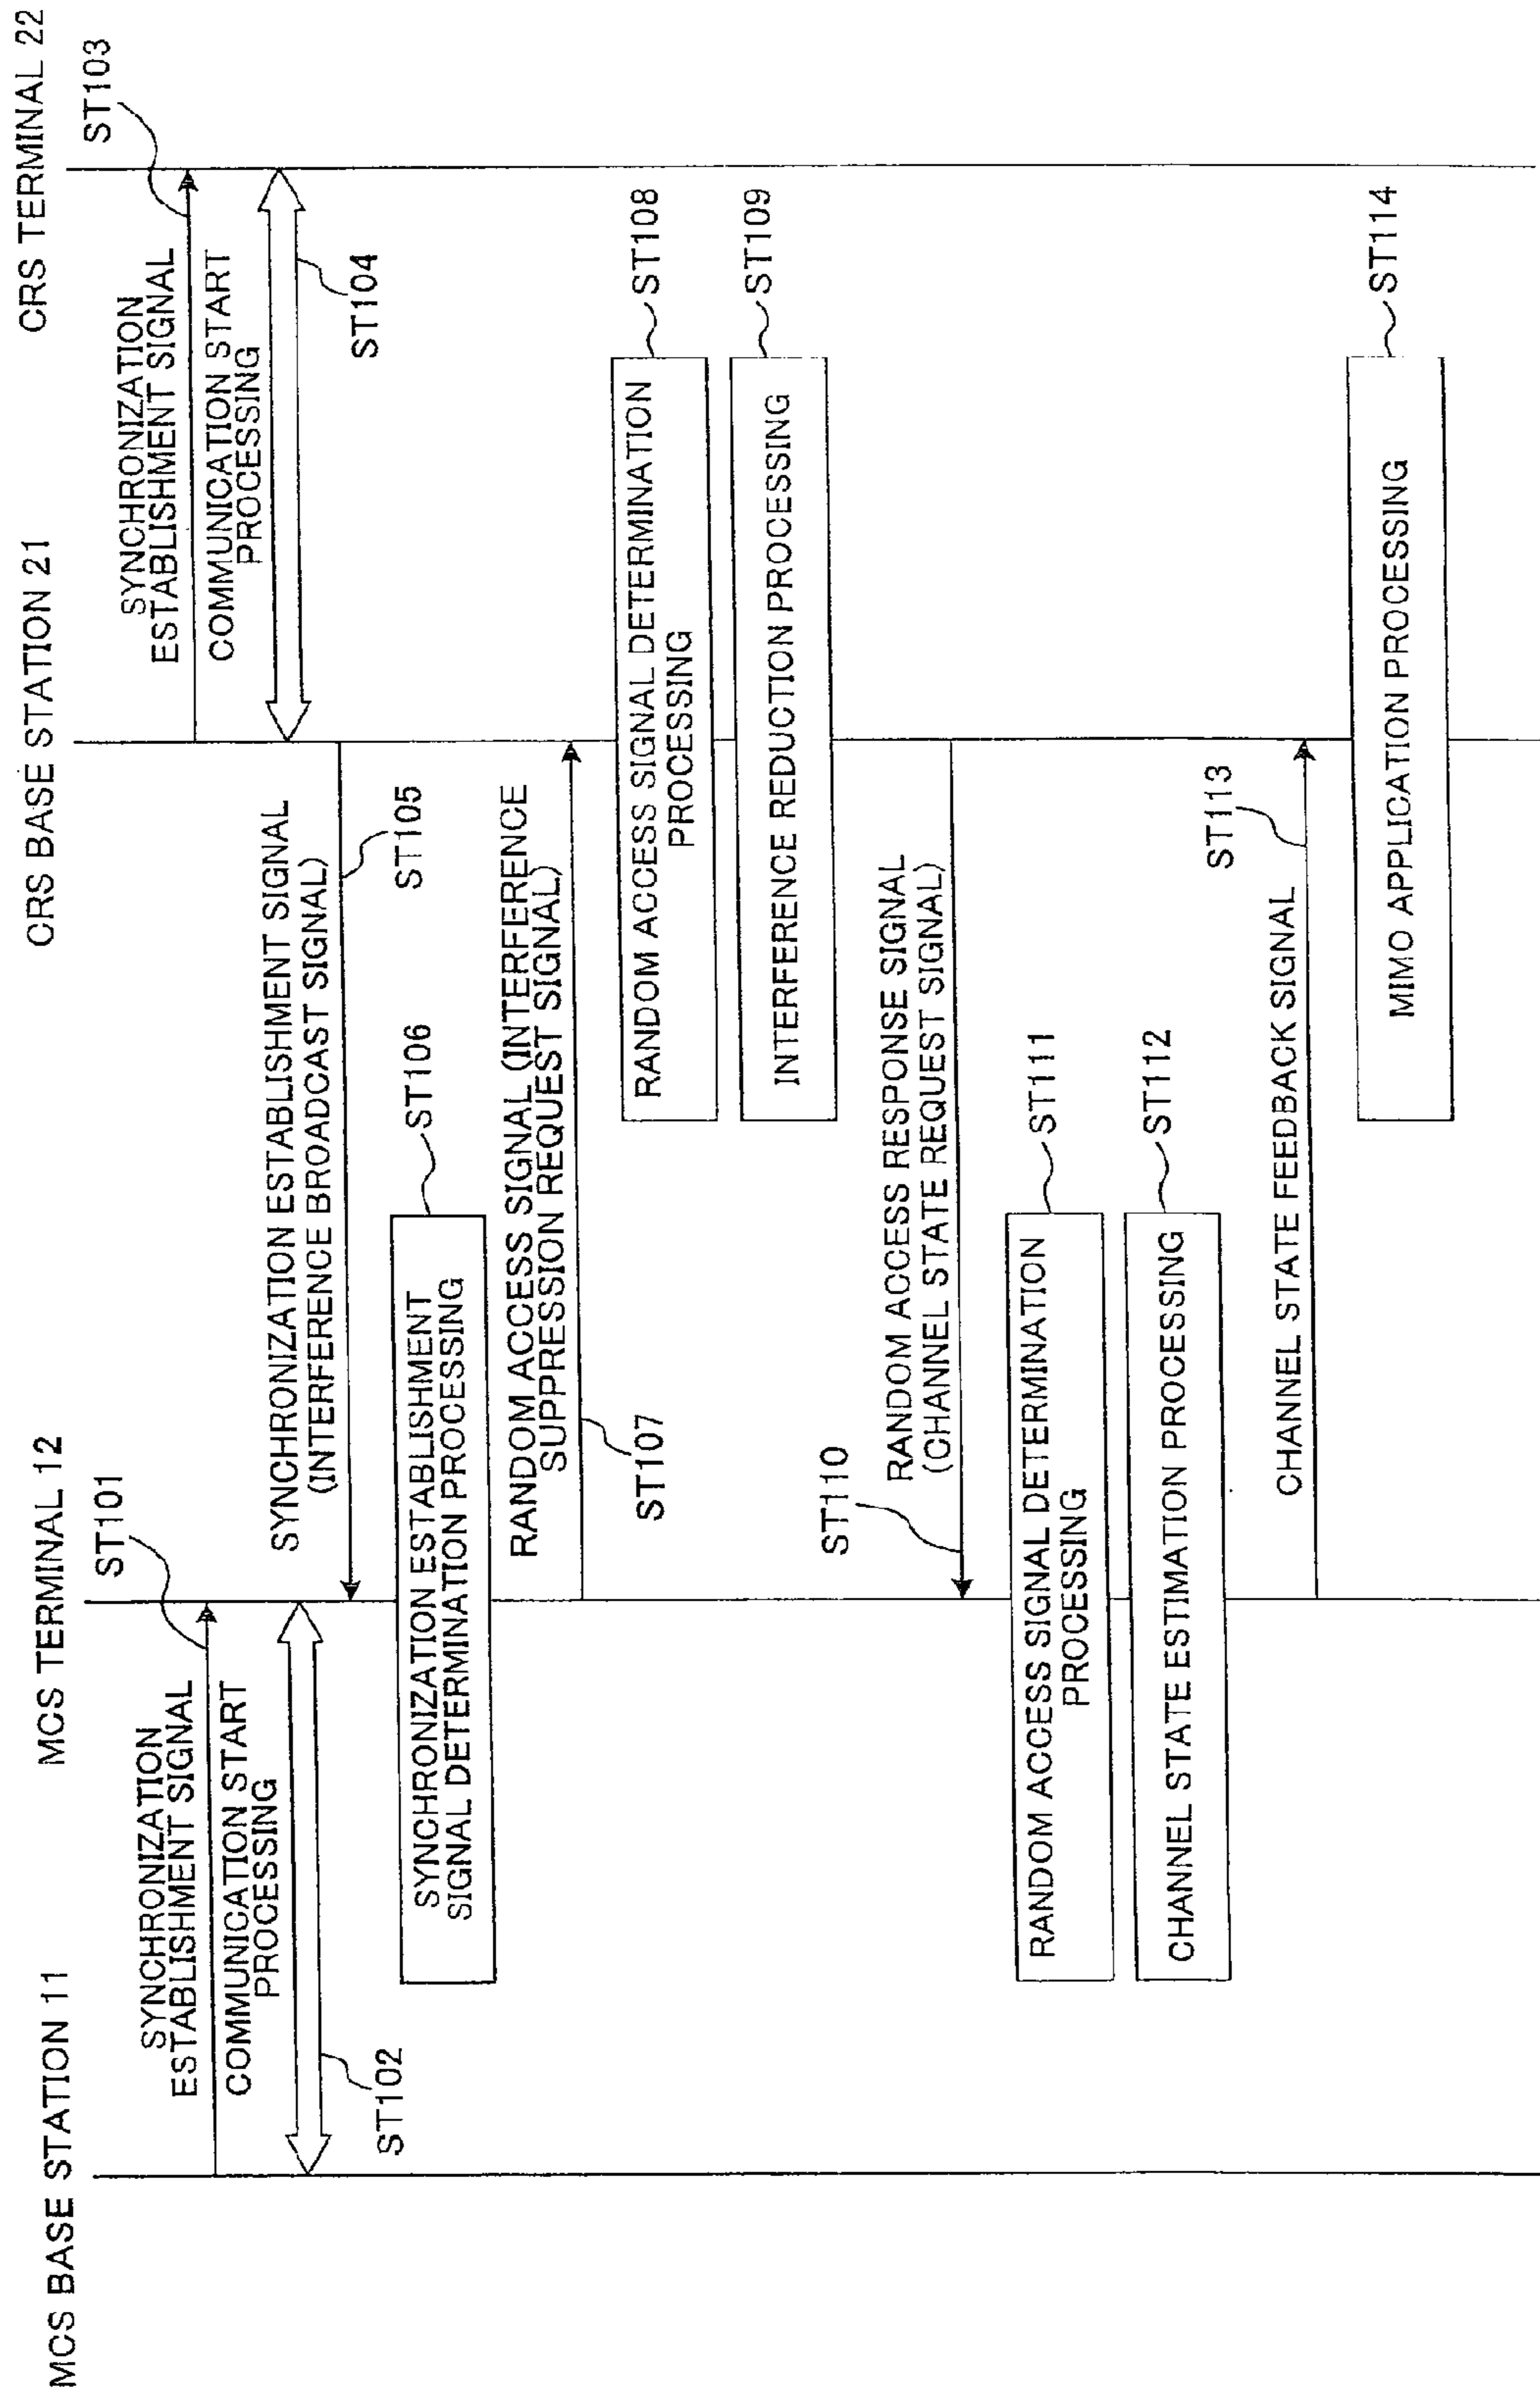 MCS BASE STATION 11
MCS TERMINAL 12
CRS BASE STATION 21
CRS TERMINAL 22
ST101
SYNCHRONIZATION
ESTABLISHMENT SIGNAL
COMMUNICATION START
PROCESSING
ST102
ST103
SYNCHRONIZATION
ESTABLISHMENT SIGNAL
COMMUNICATION START
PROCESSING
ST104
SYNCHRONIZATION ESTABLISHMENT SIGNAL
(INTERFERENCE BROADCAST SIGNAL)
ST105
SYNCHRONIZATION ESTABLISHMENT
SIGNAL DETERMINATION PROCESSING
ST106
RANDOM ACCESS SIGNAL (INTERFERENCE
SUPPRESSION REQUEST SIGNAL)
ST107
RANDOM ACCESS SIGNAL DETERMINATION
PROCESSING
ST108
INTERFERENCE REDUCTION PROCESSING
ST109
RANDOM ACCESS RESPONSE SIGNAL
(CHANNEL STATE REQUEST SIGNAL)
ST110
RANDOM ACCESS SIGNAL DETERMINATION
PROCESSING
ST111
CHANNEL STATE ESTIMATION PROCESSING
ST112
CHANNEL STATE FEEDBACK SIGNAL
ST113
MIMO APPLICATION PROCESSING
ST114